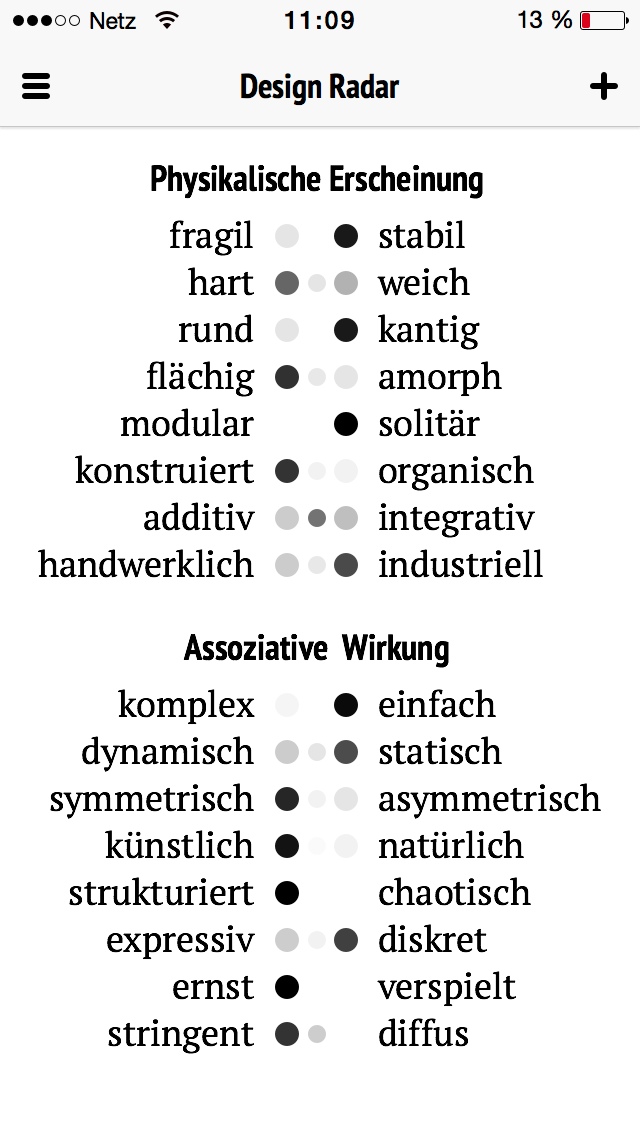 Netz 11:09 13 %
Design Radar
Physikalische Erscheinung
fragil stabil
hart weich
rund kantig
flächig amorph
modular solitär
konstruiert organisch
additiv integrativ
handwerklich industriell
Assoziative Wirkung
komplex einfach
dynamisch statisch
symmetrisch asymmetrisch
künstlich natürlich
strukturiert chaotisch
expressiv diskret
ernst verspielt
stringent diffus